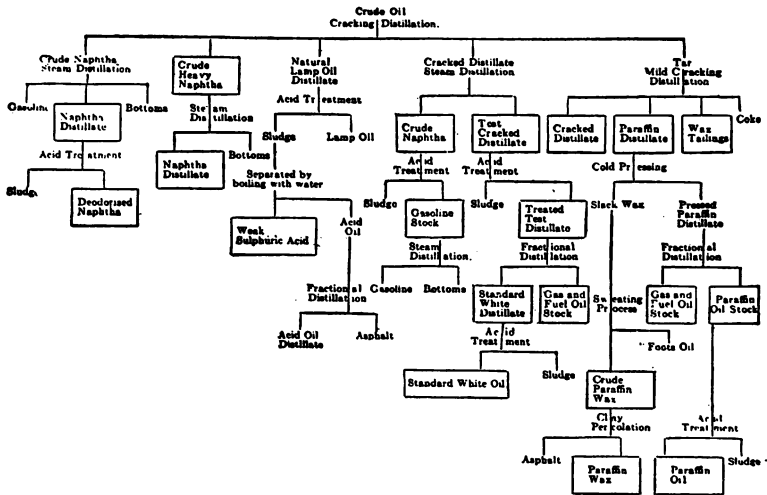 Crude Oil
Cracking Distillation.
Crude Naphtha
Steam Distillation
Gasoline
Naphtha
Distillate
Bottoms
Acid Treatment
Sludge
Deodorised
Naphtha
Crude
Heavy
Naphtha
Steam
Distillation
Naphtha
Distillate
Bottoms
Natural
Lamp Oil
Distillate
Acid Treatment
Sludge
Lamp Oil
Separated by
boiling with water
Weak
Sulphuric Acid
Acid
Oil
Fractional
Distillation
Acid Oil
Distillate
Asphalt
Cracked Distillate
Steam Distillation
Crude
Naphtha
Acid
Treatment
Sludge
Gasoline
Stock
Steam
Distillation.
Gasoline
Bottoms
Test
Cracked
Distillate
Acid
Treatment
Sludge
Treated
Test
Distillate
Fractional
Distillation
Standard
White
Distillate
Gas and
Fuel Oil
Stock
Acid
Treatment
Standard White Oil
Sludge
Tar
Mild Cracking
Distillation
Cracked
Distillate
Paraffin
Distillate
Wax
Tailings
Coke
Cold Pressing
Slack Wax
Pressed
Paraffin
Distillate
Sweating
Process
Foots Oil
Crude
Paraffin
Wax
Clay
Percolation
Asphalt
Paraffin
Wax
Fractional
Distillation
Gas and
Fuel Oil
Stock
Paraffin
Oil Stock
Acid
Treatment
Paraffin
Oil
Sludge